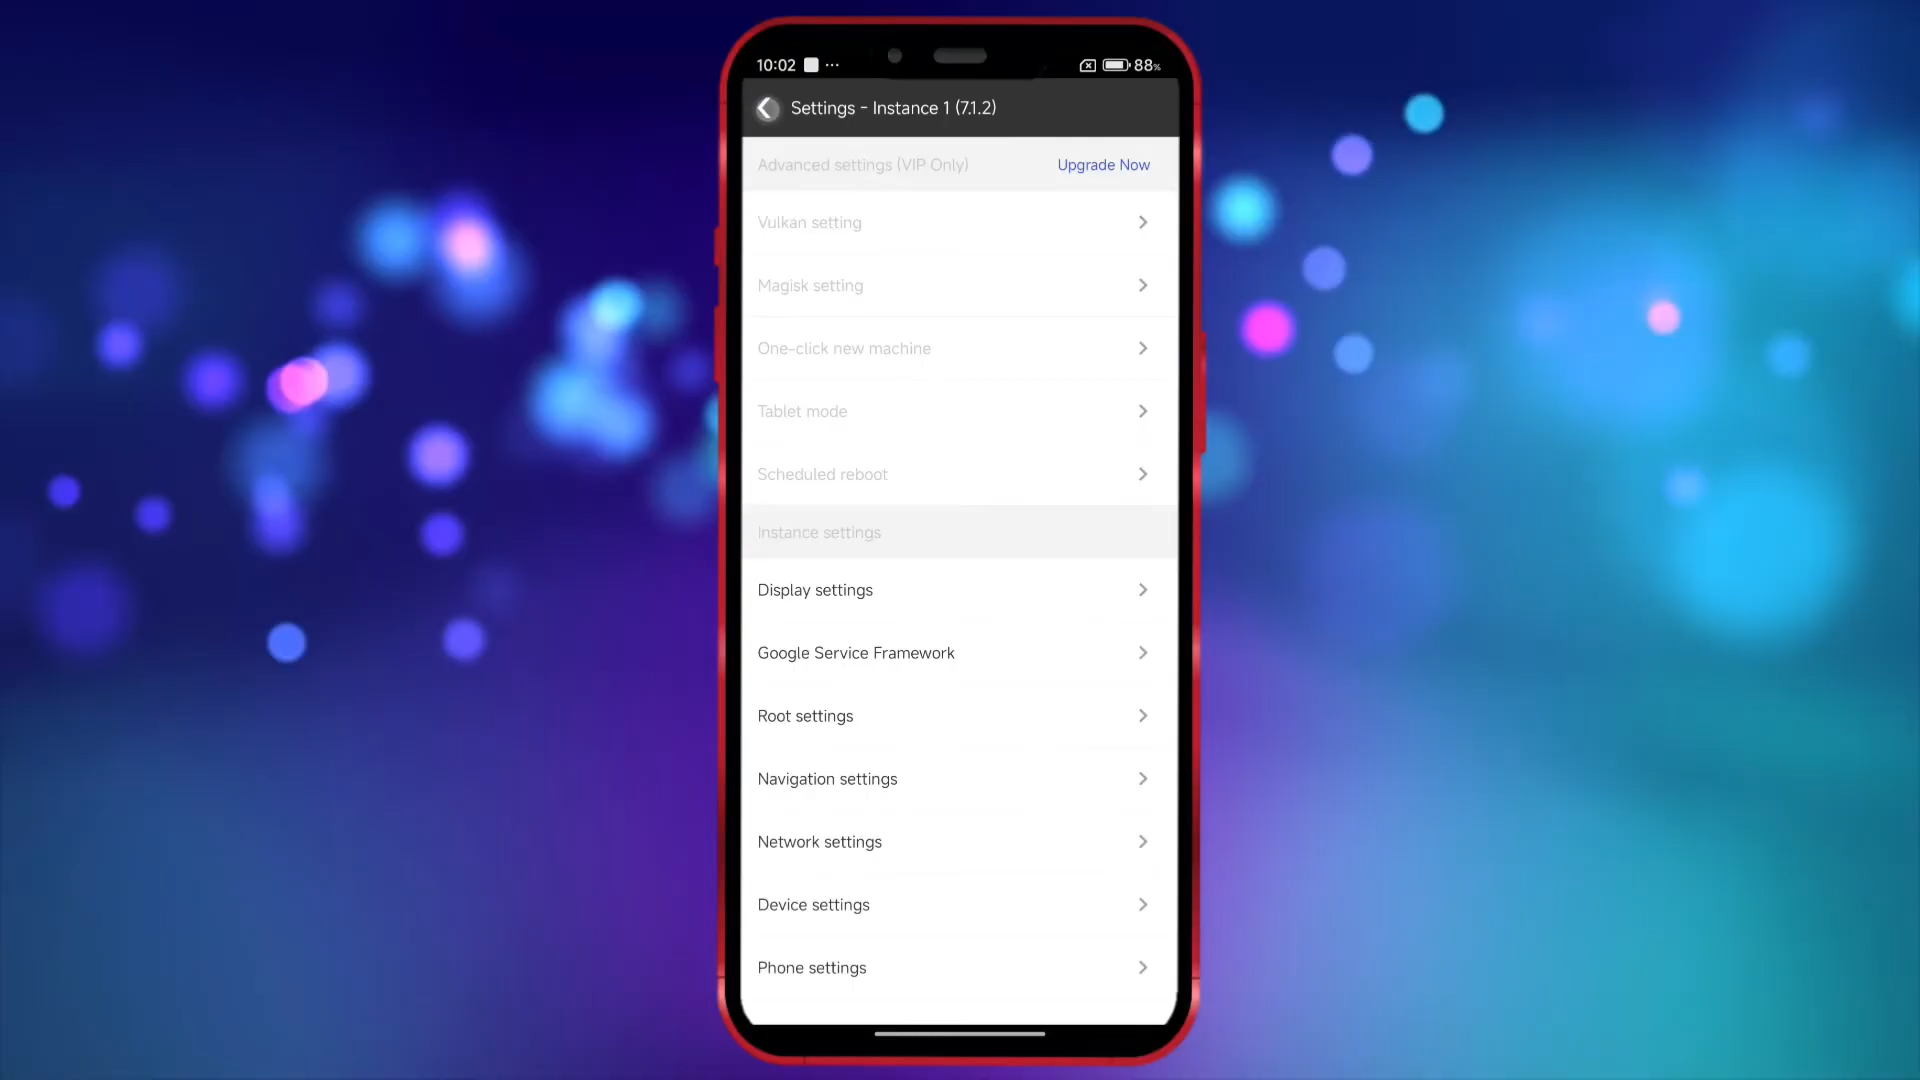 10:02 ... 88%
Settings - Instance 1 (7.1.2)
Advanced settings (VIP Only) Upgrade Now
Vulkan setting
Magisk setting
One-click new machine
Tablet mode
Scheduled reboot
Instance settings
Display settings
Google Service Framework
Root settings
Navigation settings
Network settings
Device settings
Phone settings